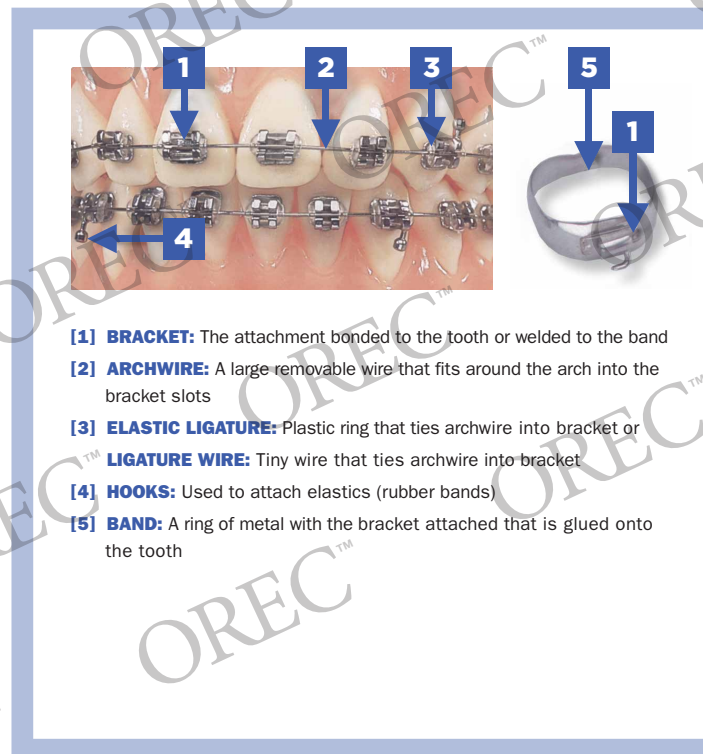 1
2
3
5
1
4
[1] BRACKET: The attachment bonded to the tooth or welded to the band
[2] ARCHWIRE: A large removable wire that fits around the arch into the
bracket slots
[3] ELASTIC LIGATURE: Plastic ring that ties archwire into bracket or
LIGATURE WIRE: Tiny wire that ties archwire into bracket
[4] HOOKS: Used to attach elastics (rubber bands)
[5] BAND: A ring of metal with the bracket attached that is glued onto
the tooth
OREC™
OREC™
OREC™
OREC™
OREC™
OREC™
OREC™
OREC™